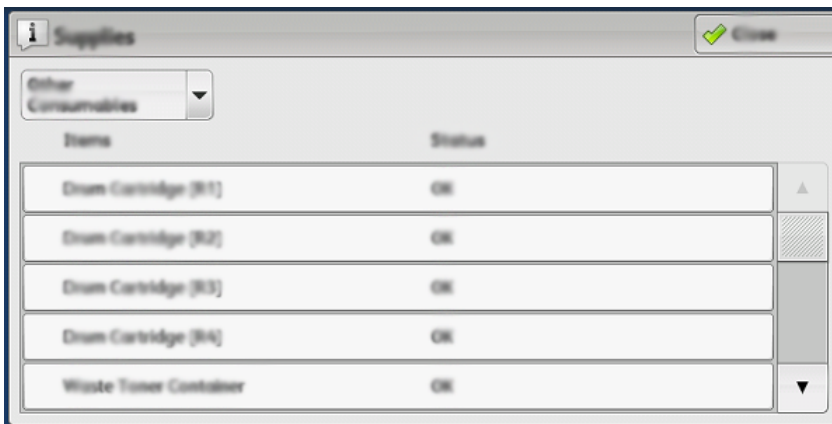 Supplies
Close
Other
Consumables
Items Status
Drum Cartridge [R1] OK
Drum Cartridge [R2] OK
Drum Cartridge [R3] OK
Drum Cartridge [R4] OK
Waste Toner Container OK